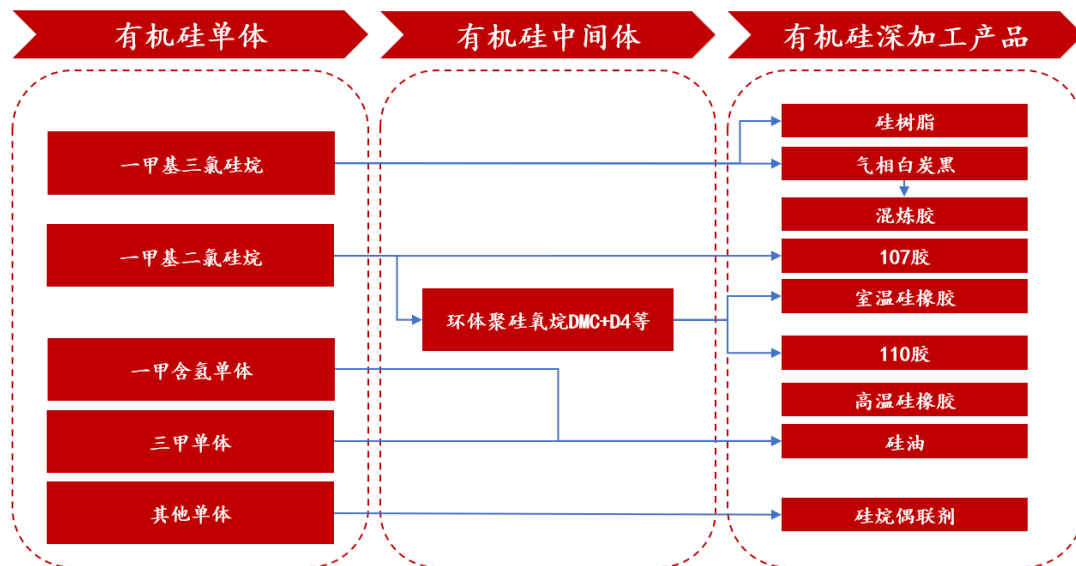 有机硅单体
有机硅中间体
有机硅深加工产品
一甲基三氯硅烷
一甲基二氯硅烷
一甲含氢单体
三甲单体
其他单体
环体聚硅氧烷DMC+D4等
硅树脂
气相白炭黑
混炼胶
107胶
室温硅橡胶
110胶
高温硅橡胶
硅油
硅烷偶联剂